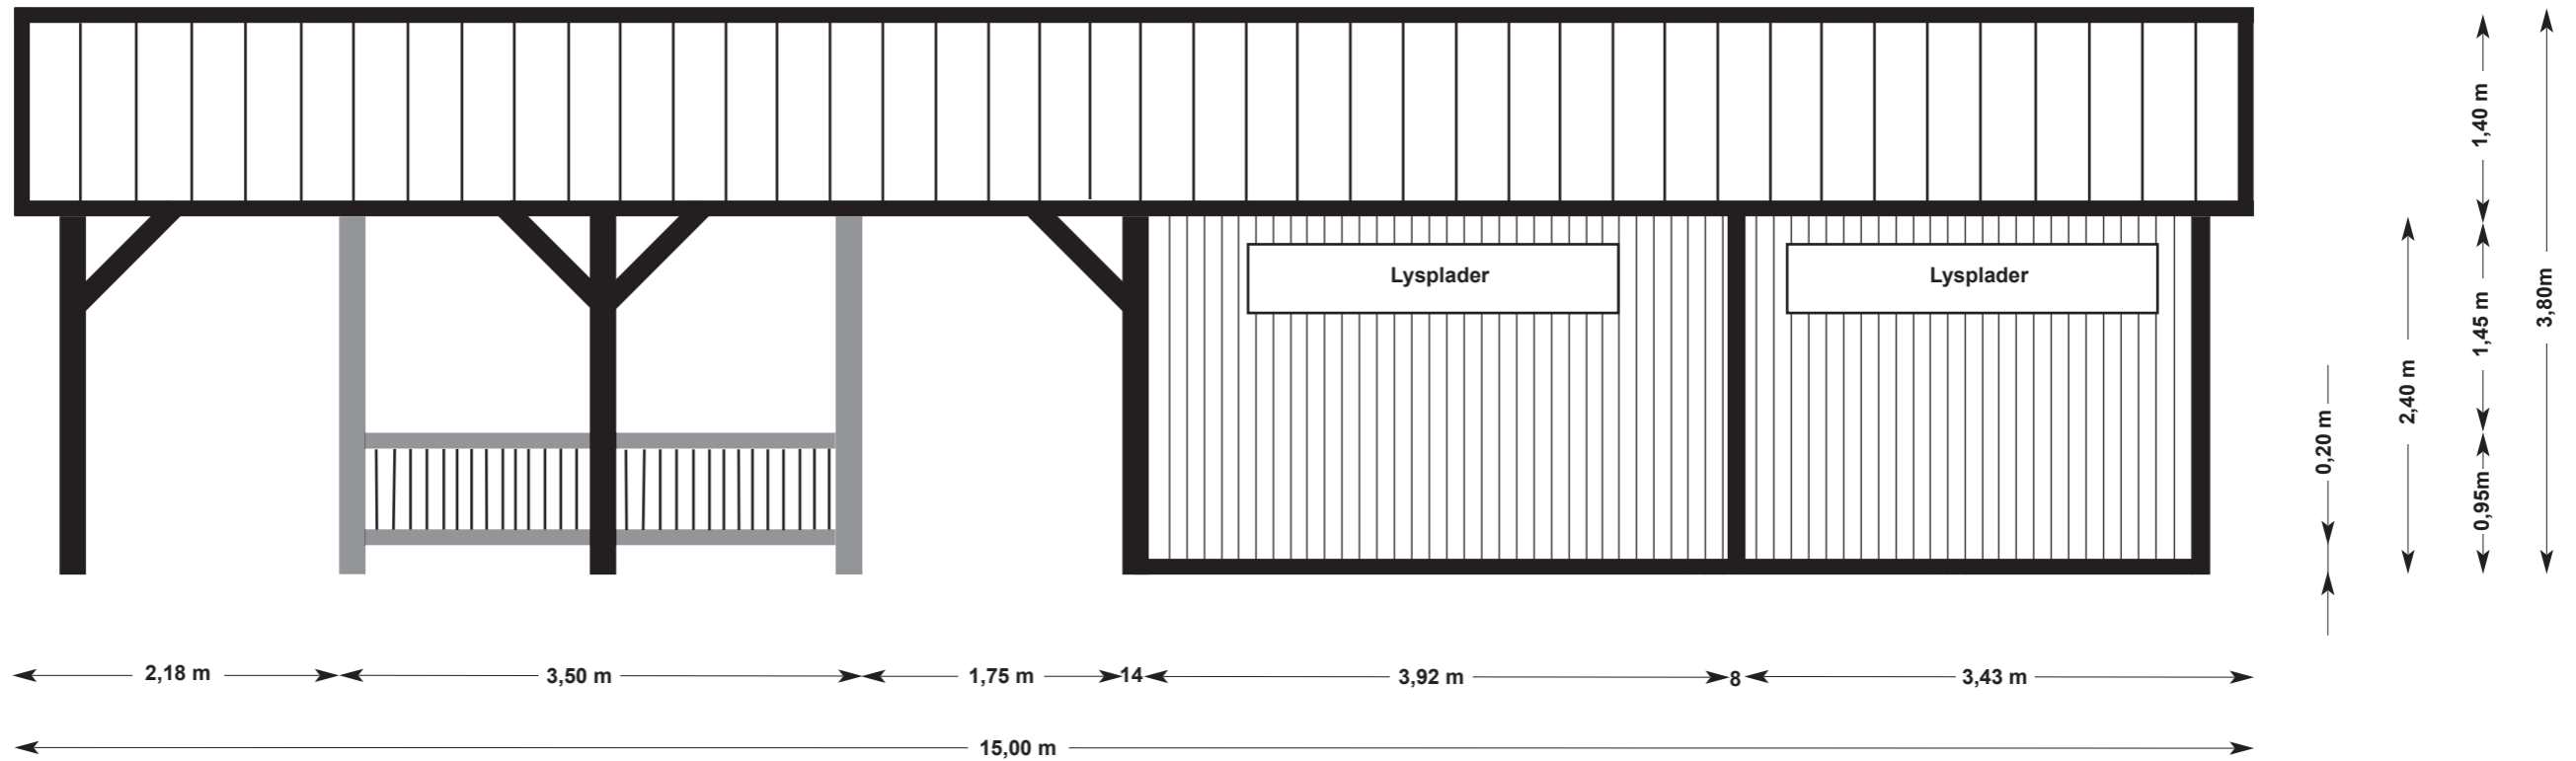 Lysplader
Lysplader
1,40 m
1,45 m
0,95m
3,80m
2,40 m
0,20 m
2,18 m
3,50 m
1,75 m
14
3,92 m
8
3,43 m
15,00 m